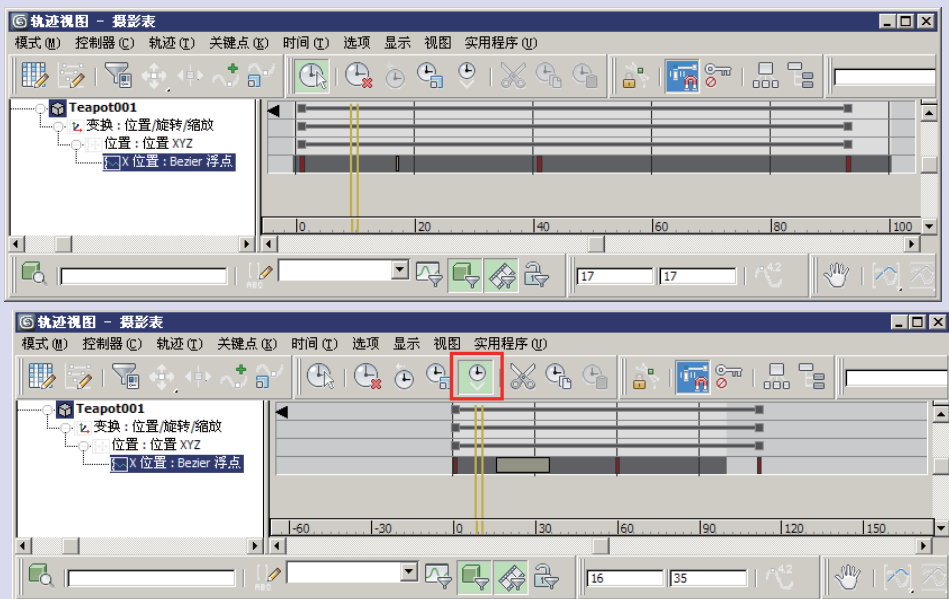 轨迹视图 - 摄影表
模式(M) 控制器(C) 轨迹(T) 关键点(K) 时间(T) 选项 显示 视图 实用程序(U)
Teapot001
变换:位置/旋转/缩放
位置:位置 XYZ
X 位置:Bezier 浮点
0 20 40 60 80 100
ABC 17 17 4.2
轨迹视图 - 摄影表
模式(M) 控制器(C) 轨迹(T) 关键点(K) 时间(T) 选项 显示 视图 实用程序(U)
Teapot001
变换:位置/旋转/缩放
位置:位置 XYZ
X 位置:Bezier 浮点
-60 -30 0 30 60 90 120 150
ABC 16 35 4.2